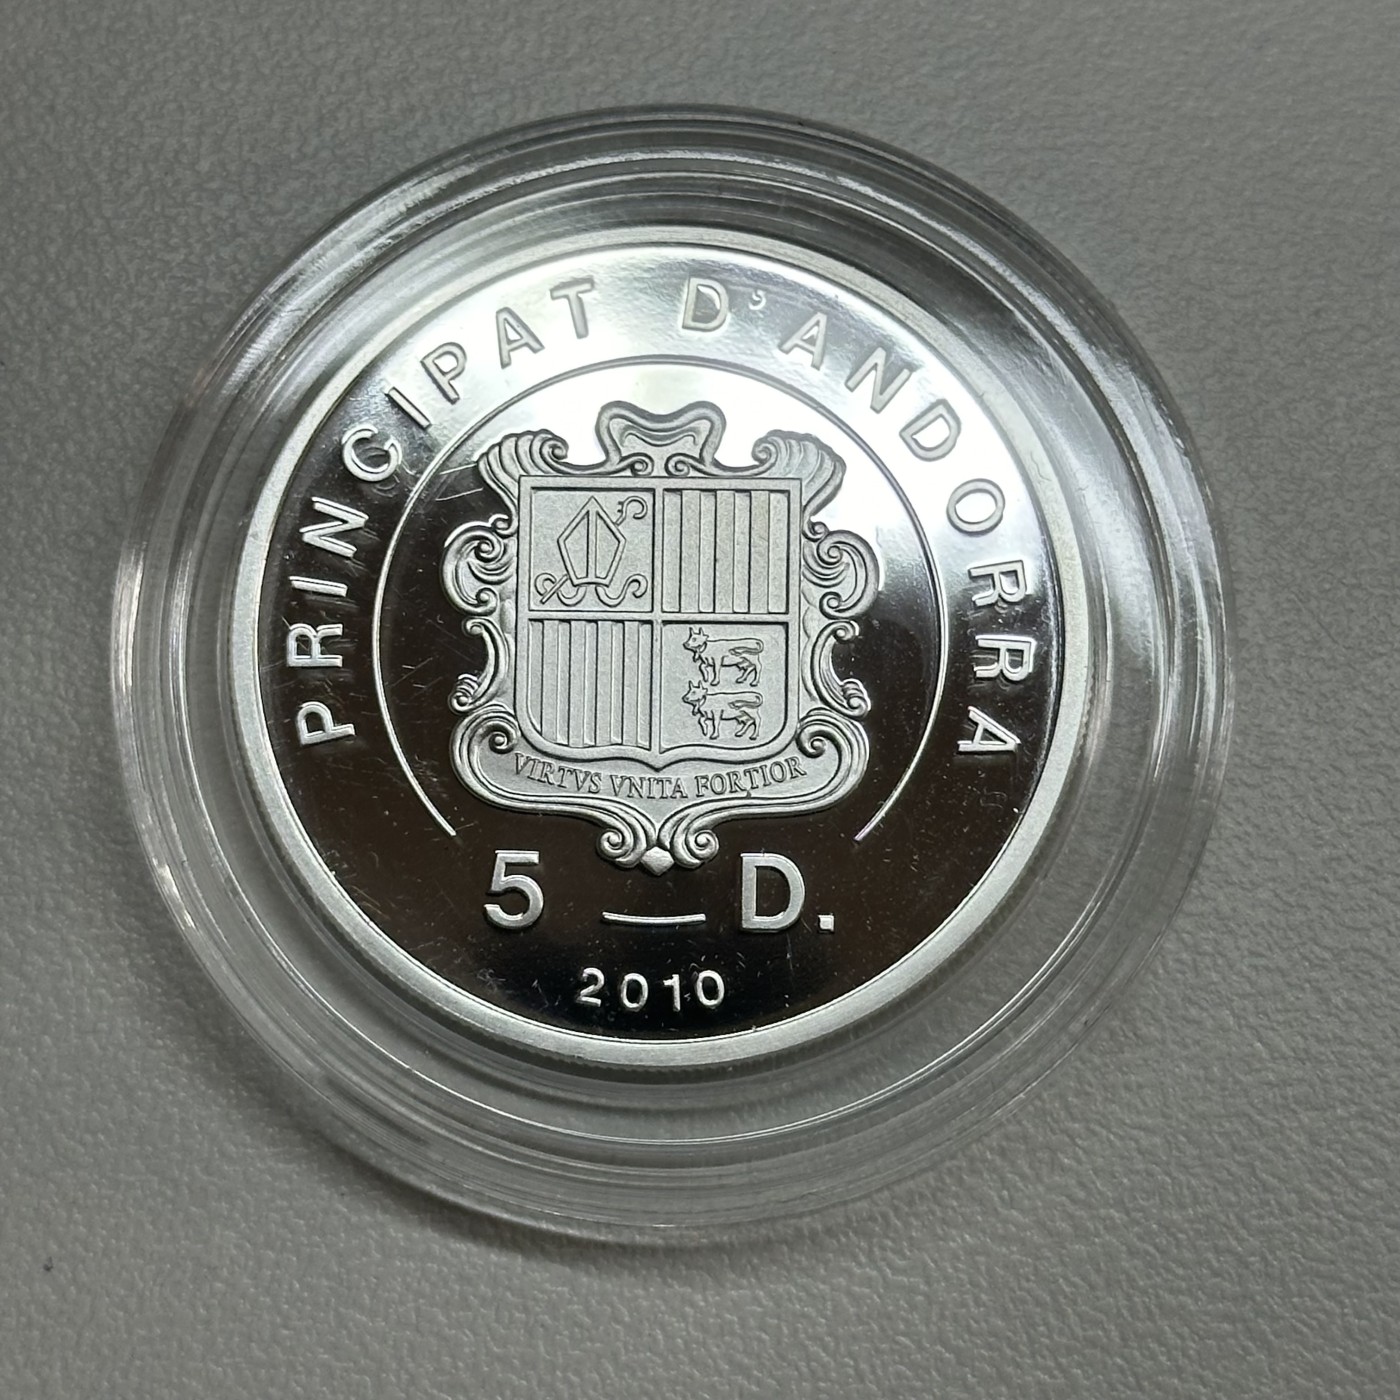 PRINCIPAT D'ANDORRA
VIRTVS VNITA FORTIOR
5 — D.
2010